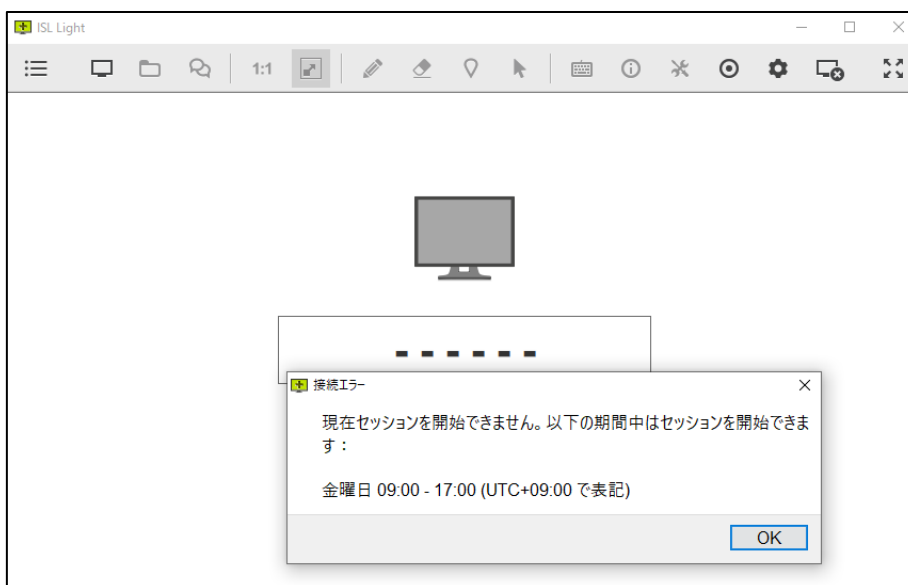 ISL Light
1:1
------
接続エラー
現在セッションを開始できません。以下の期間中はセッションを開始できま
す：
金曜日 09:00 - 17:00 (UTC+09:00 で表記)
OK